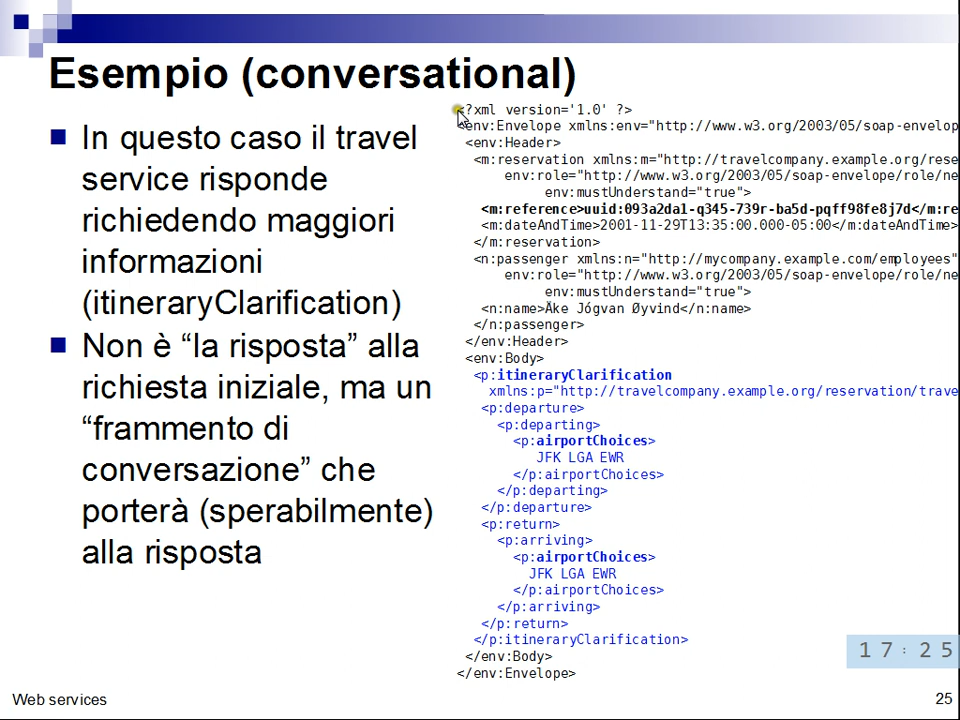 Esempio (conversational)
In questo caso il travel
service risponde
richiedendo maggiori
informazioni
(itineraryClarification)
Non è “la risposta” alla
richiesta iniziale, ma un
“frammento di
conversazione” che
porterà (sperabilmente)
alla risposta
<?xml version='1.0' ?>
<env:Envelope xmlns:env="http://www.w3.org/2003/05/soap-envelop
<env:Header>
<m:reservation xmlns:m="http://travelcompany.example.org/rese
env:role="http://www.w3.org/2003/05/soap-envelope/role/ne
env:mustUnderstand="true">
<m:reference>uuid:093a2da1-q345-739r-ba5d-pqff98fe8j7d</m:re
<m:dateAndTime>2001-11-29T13:35:00.000-05:00</m:dateAndTime>
</m:reservation>
<n:passenger xmlns:n="http://mycompany.example.com/employees"
env:role="http://www.w3.org/2003/05/soap-envelope/role/ne
env:mustUnderstand="true">
<n:name>Åke Jógvan Øyvind</n:name>
</n:passenger>
</env:Header>
<env:Body>
<p:itineraryClarification
xmlns:p="http://travelcompany.example.org/reservation/trave
<p:departure>
<p:departing>
<p:airportChoices>
JFK LGA EWR
</p:airportChoices>
</p:departing>
</p:departure>
<p:return>
<p:arriving>
<p:airportChoices>
JFK LGA EWR
</p:airportChoices>
</p:arriving>
</p:return>
</p:itineraryClarification>
</env:Body>
</env:Envelope>
17:25
Web services
25